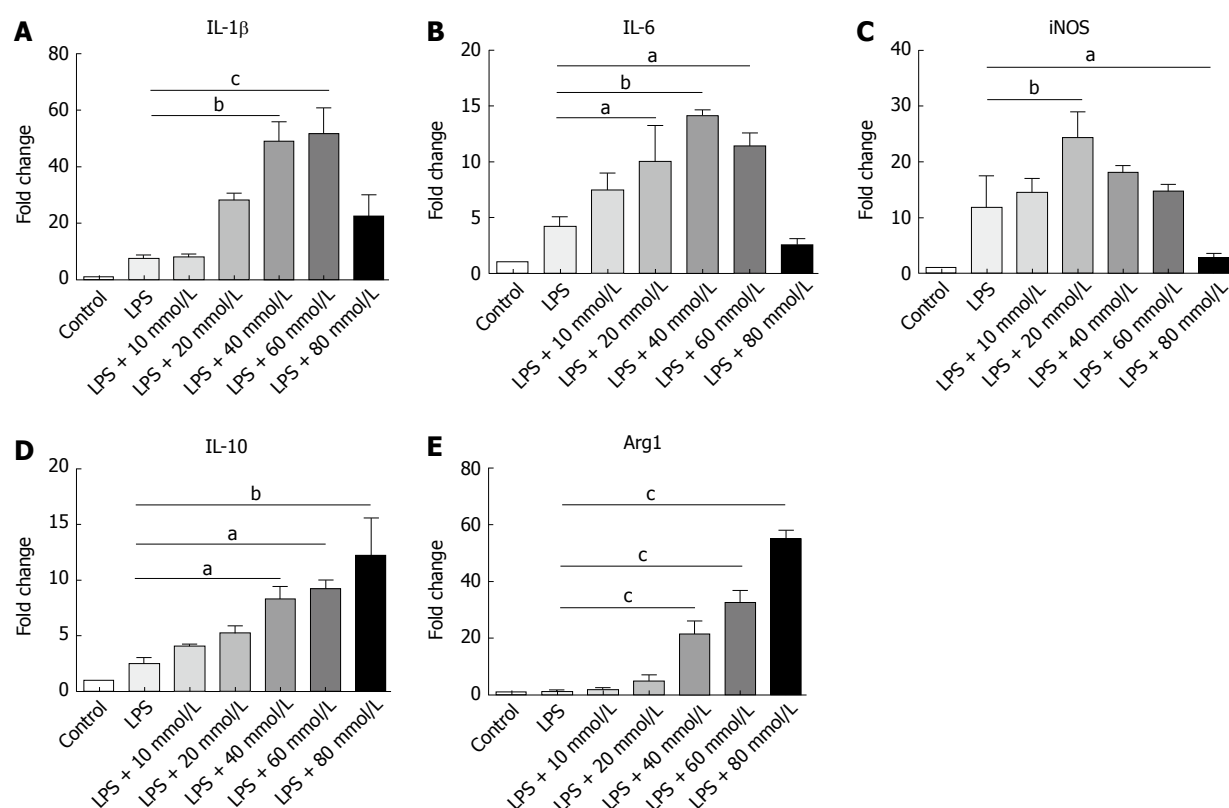 A
IL-1β
Fold change
80
60
40
20
0
c
b
Control
LPS
LPS + 10 mmol/L
LPS + 20 mmol/L
LPS + 40 mmol/L
LPS + 60 mmol/L
LPS + 80 mmol/L
B
IL-6
Fold change
20
15
10
5
0
a
b
a
Control
LPS
LPS + 10 mmol/L
LPS + 20 mmol/L
LPS + 40 mmol/L
LPS + 60 mmol/L
LPS + 80 mmol/L
C
iNOS
Fold change
40
30
20
10
0
a
b
Control
LPS
LPS + 10 mmol/L
LPS + 20 mmol/L
LPS + 40 mmol/L
LPS + 60 mmol/L
LPS + 80 mmol/L
D
IL-10
Fold change
20
15
10
5
0
b
a
a
Control
LPS
LPS + 10 mmol/L
LPS + 20 mmol/L
LPS + 40 mmol/L
LPS + 60 mmol/L
LPS + 80 mmol/L
E
Arg1
Fold change
80
60
40
20
0
c
c
c
Control
LPS
LPS + 10 mmol/L
LPS + 20 mmol/L
LPS + 40 mmol/L
LPS + 60 mmol/L
LPS + 80 mmol/L